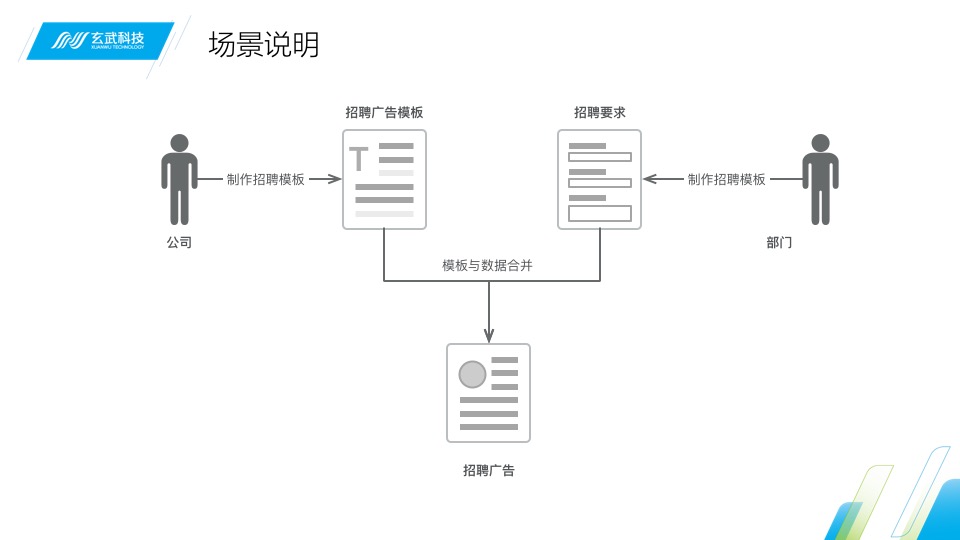 玄武科技
XUANWU TECHNOLOGY
场景说明
招聘广告模板
招聘要求
T
制作招聘模板
制作招聘模板
公司
部门
模板与数据合并
招聘广告